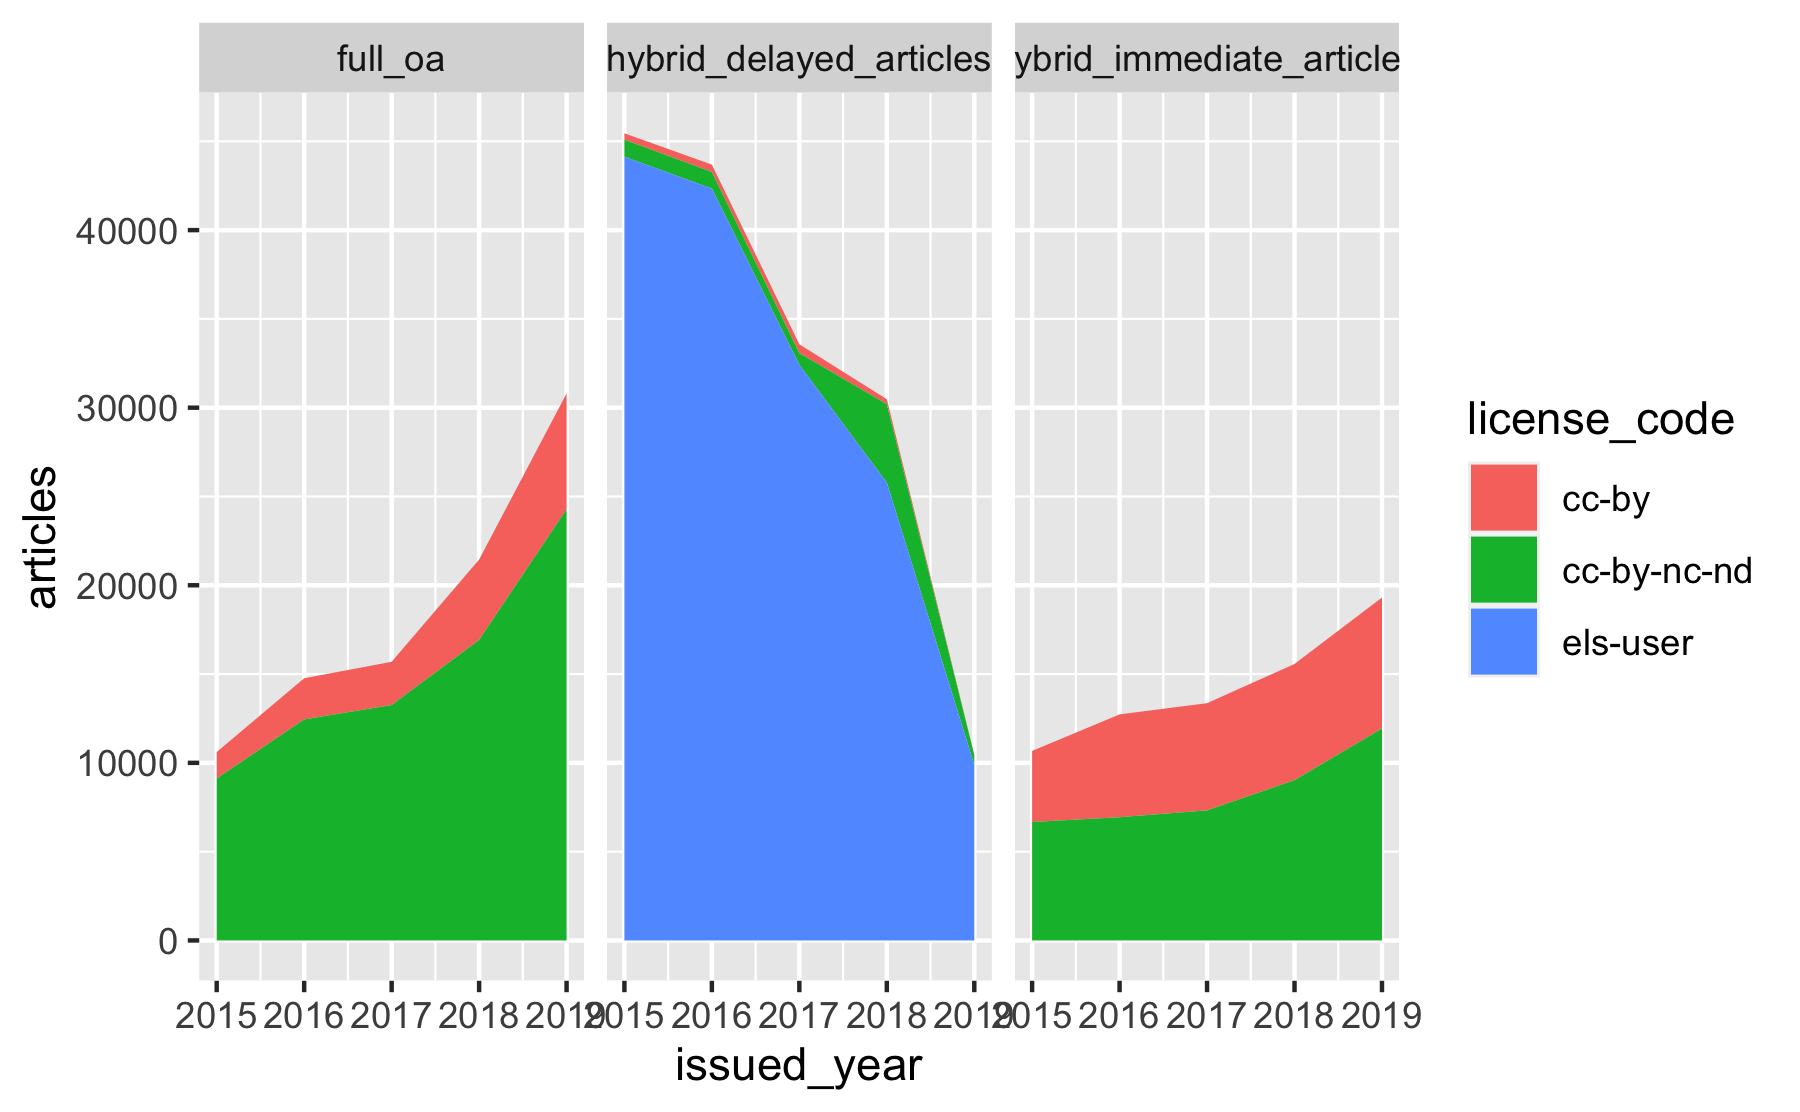 full_oa
hybrid_delayed_articles
ybrid_immediate_article
articles
40000
30000
20000
10000
0
2015 2016 2017 2018 2019
2015 2016 2017 2018 2019
2015 2016 2017 2018 2019
issued_year
license_code
cc-by
cc-by-nc-nd
els-user